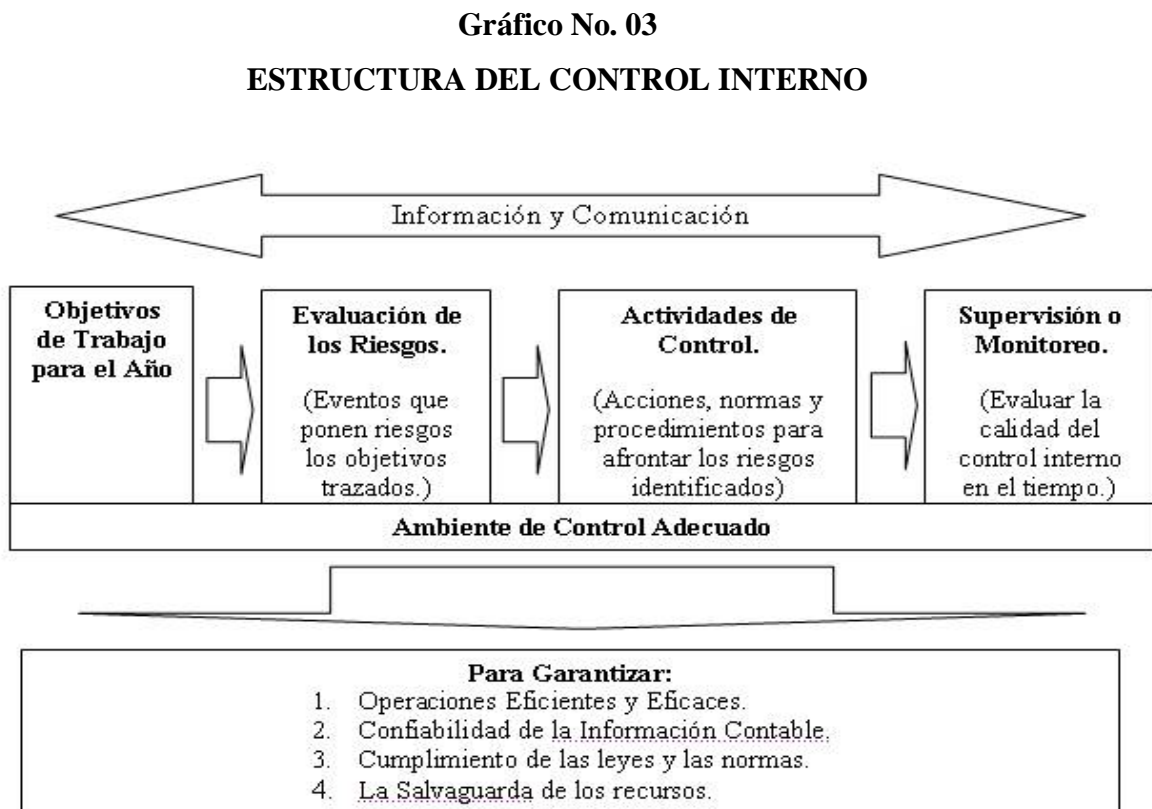 Gráfico No. 03
ESTRUCTURA DEL CONTROL INTERNO
Información y Comunicación
Objetivos
de Trabajo
para el Año
Evaluación de
los Riesgos.
(Eventos que
ponen riesgos
los objetivos
trazados.)
Actividades de
Control.
(Acciones, normas y
procedimientos para
afrontar los riesgos
identificados)
Supervisión o
Monitoreo.
(Evaluar la
calidad del
control interno
en el tiempo.)
Ambiente de Control Adecuado
Para Garantizar:
1. Operaciones Eficientes y Eficaces.
2. Confiabilidad de la Información Contable.
3. Cumplimiento de las leyes y las normas.
4. La Salvaguarda de los recursos.